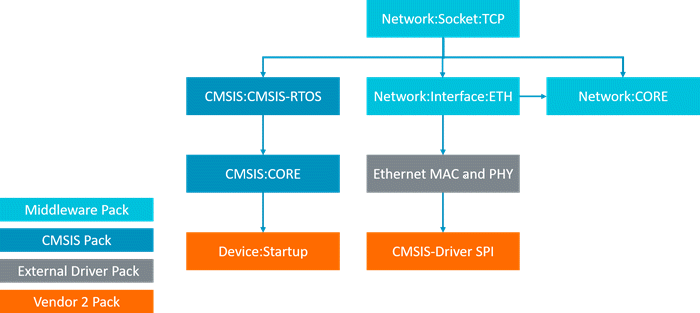 Network:Socket:TCP
CMSIS:CMSIS-RTOS
Network:Interface:ETH
Network:CORE
CMSIS:CORE
Ethernet MAC and PHY
Middleware Pack
CMSIS Pack
Device:Startup
CMSIS-Driver SPI
External Driver Pack
Vendor 2 Pack